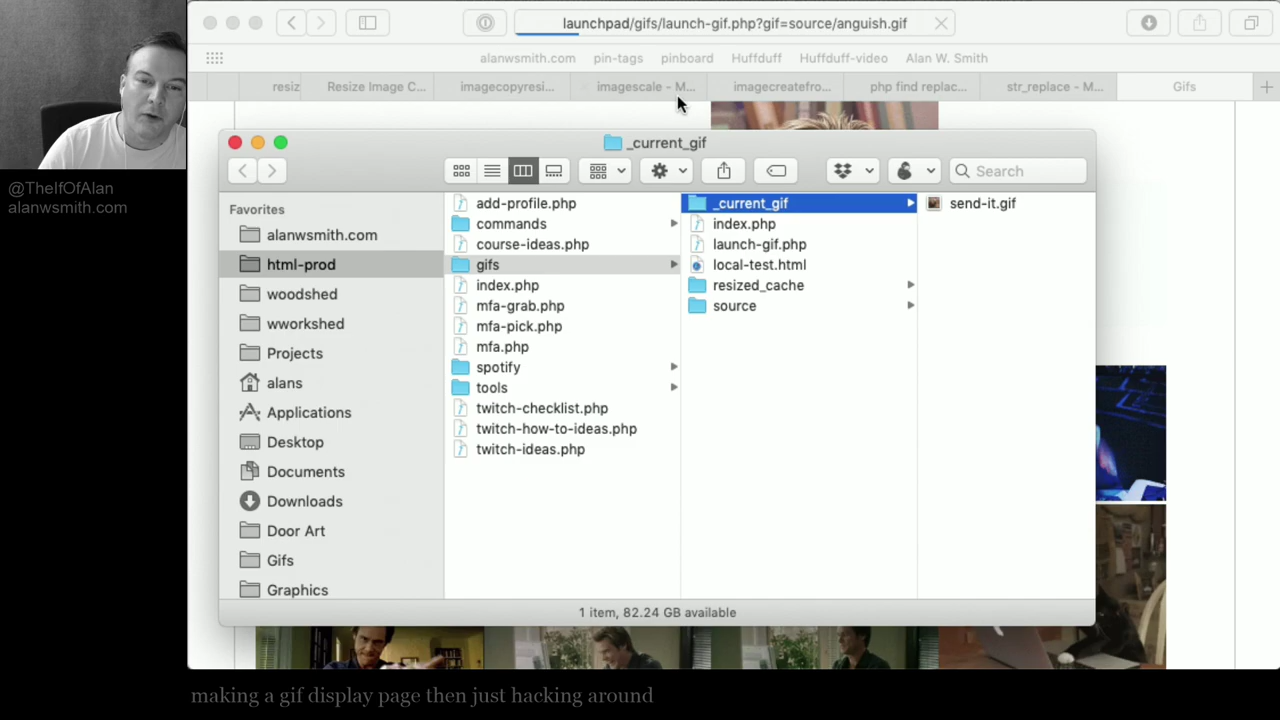 launchpad/gifs/launch-gif.php?gif=source/anguish.gif
alanwsmith.com pin-tags pinboard Huffduff Huffduff-video Alan W. Smith
resiz Resize Image C... imagecopyresi... imagescale - M... imagecreatefro... php find replac... str_replace - M... Gifs
@TheIfOfAlan
alanwsmith.com
_current_gif
Search
Favorites
alanwsmith.com
html-prod
woodshed
wworkshed
Projects
alans
Applications
Desktop
Documents
Downloads
Door Art
Gifs
Graphics
add-profile.php
commands
course-ideas.php
gifs
index.php
mfa-grab.php
mfa-pick.php
mfa.php
spotify
tools
twitch-checklist.php
twitch-how-to-ideas.php
twitch-ideas.php
_current_gif
index.php
launch-gif.php
local-test.html
resized_cache
source
send-it.gif
1 item, 82.24 GB available
making a gif display page then just hacking around